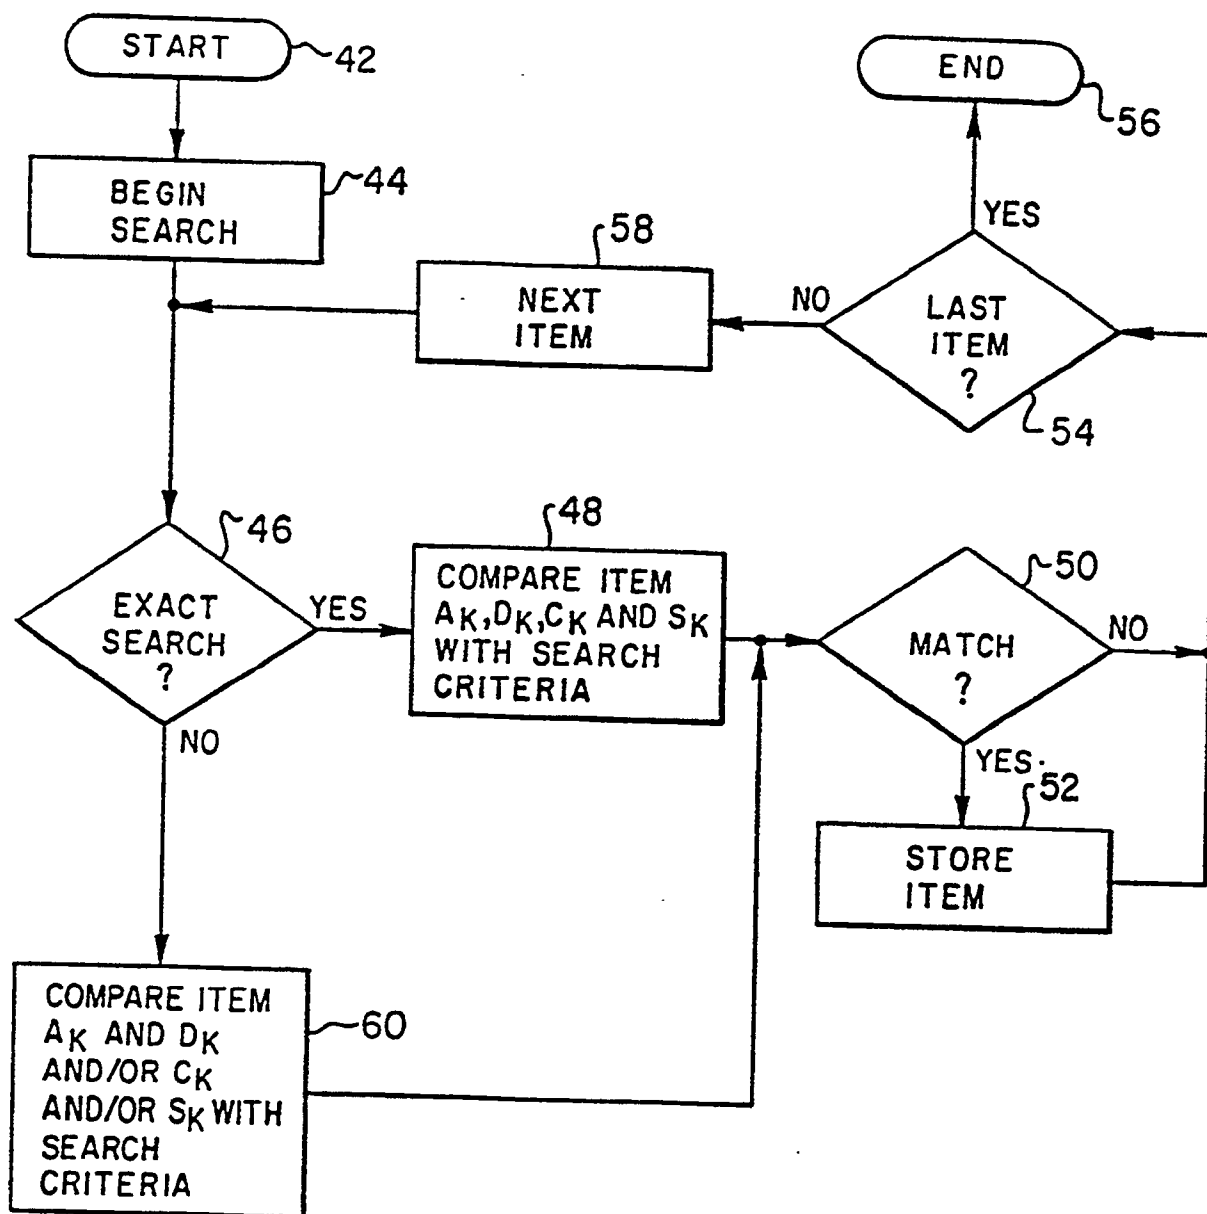 START
42
BEGIN
SEARCH
44
END
56
YES
LAST
ITEM
?
54
NO
NEXT
ITEM
58
EXACT
SEARCH
?
46
YES
NO
COMPARE ITEM
AK,DK,CK AND SK
WITH SEARCH
CRITERIA
48
MATCH
?
50
NO
YES
STORE
ITEM
52
COMPARE ITEM
AK AND DK
AND/OR CK
AND/OR SK WITH
SEARCH
CRITERIA
60